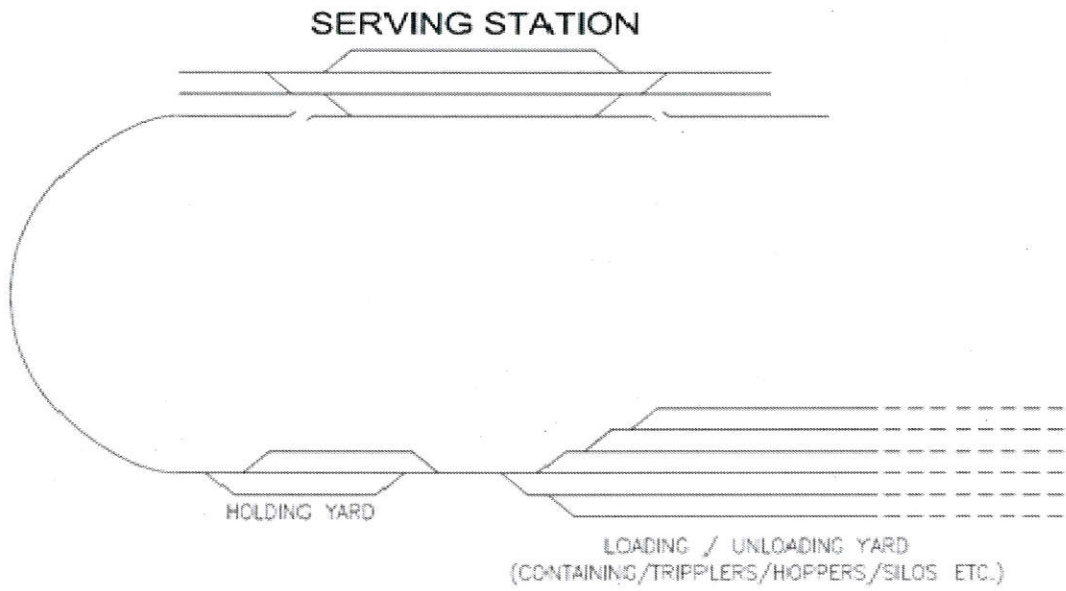 SERVING STATION
HOLDING YARD
LOADING / UNLOADING YARD
(CONTAINING/TRIPPLERS/HOPPERS/SILOS ETC.)